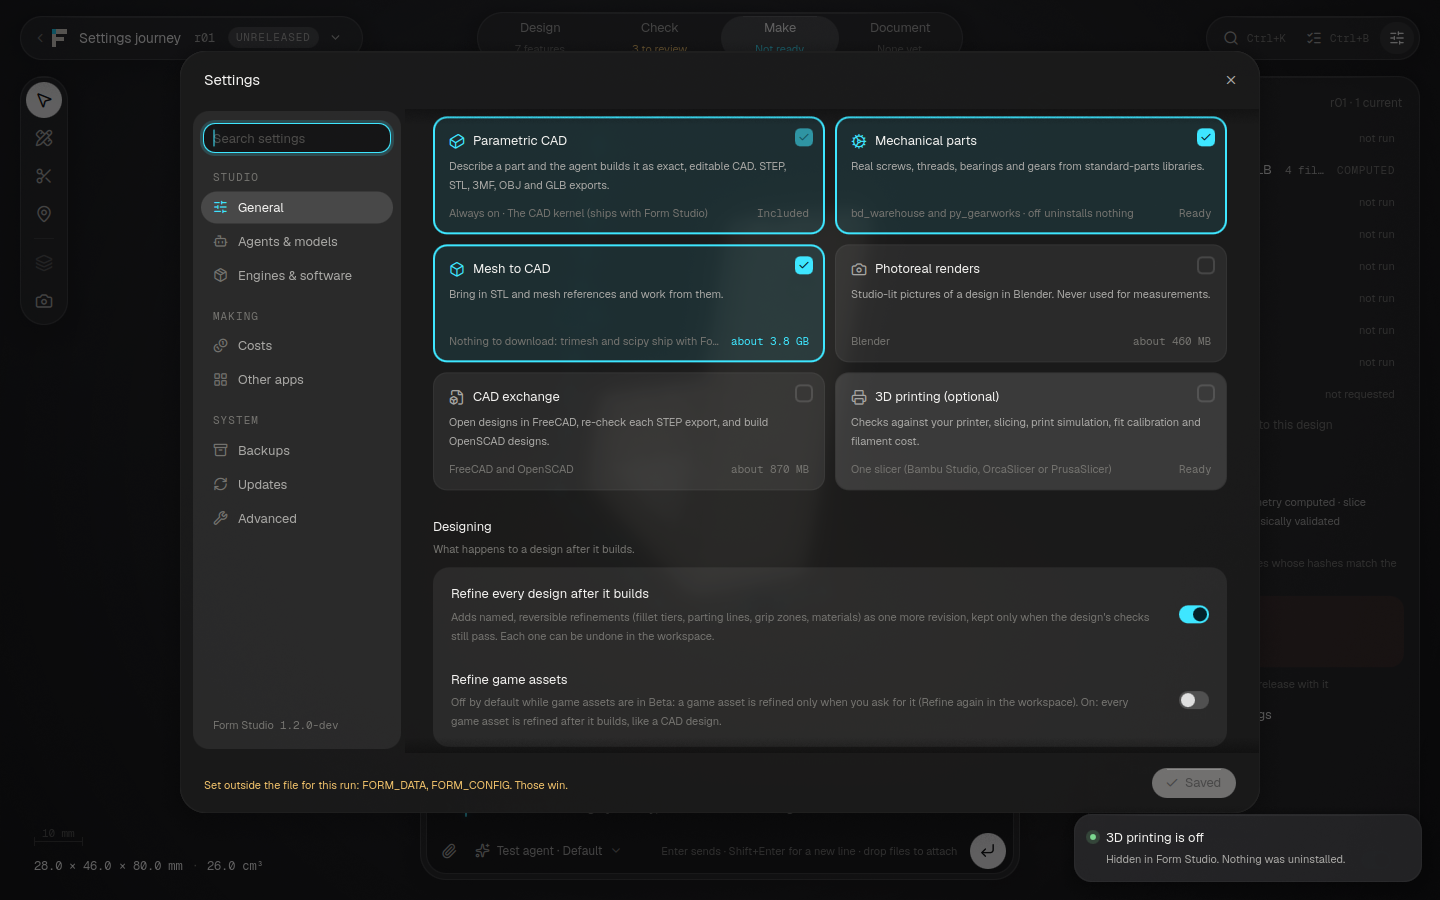 Settings journey r01 UNRELEASED
Design
7 features
Check
3 to review
Make
Not ready
Document
None yet
Ctrl+K
Ctrl+B
Settings
Search settings
STUDIO
General
Agents & models
Engines & software
MAKING
Costs
Other apps
SYSTEM
Backups
Updates
Advanced
Form Studio 1.2.0-dev
Parametric CAD
Describe a part and the agent builds it as exact, editable CAD. STEP,
STL, 3MF, OBJ and GLB exports.
Always on · The CAD kernel (ships with Form Studio) Included
Mechanical parts
Real screws, threads, bearings and gears from standard-parts libraries.
bd_warehouse and py_gearworks · off uninstalls nothing Ready
Mesh to CAD
Bring in STL and mesh references and work from them.
Nothing to download: trimesh and scipy ship with Fo… about 3.8 GB
Photoreal renders
Studio-lit pictures of a design in Blender. Never used for measurements.
Blender about 460 MB
CAD exchange
Open designs in FreeCAD, re-check each STEP export, and build
OpenSCAD designs.
FreeCAD and OpenSCAD about 870 MB
3D printing (optional)
Checks against your printer, slicing, print simulation, fit calibration and
filament cost.
One slicer (Bambu Studio, OrcaSlicer or PrusaSlicer) Ready
Designing
What happens to a design after it builds.
Refine every design after it builds
Adds named, reversible refinements (fillet tiers, parting lines, grip zones, materials) as one more revision, kept only when the design's checks
still pass. Each one can be undone in the workspace.
Refine game assets
Off by default while game assets are in Beta: a game asset is refined only when you ask for it (Refine again in the workspace). On: every
game asset is refined after it builds, like a CAD design.
Set outside the file for this run: FORM_DATA, FORM_CONFIG. Those win.
Saved
r01 · 1 current
not run
LB 4 fil… COMPUTED
not run
not run
not run
not run
not run
not run
not requested
to this design
etry computed · slice
sically validated
s whose hashes match the
elease with it
gs
10 mm
28.0 × 46.0 × 80.0 mm · 26.0 cm³
Test agent · Default
Enter sends · Shift+Enter for a new line · drop files to attach
3D printing is off
Hidden in Form Studio. Nothing was uninstalled.